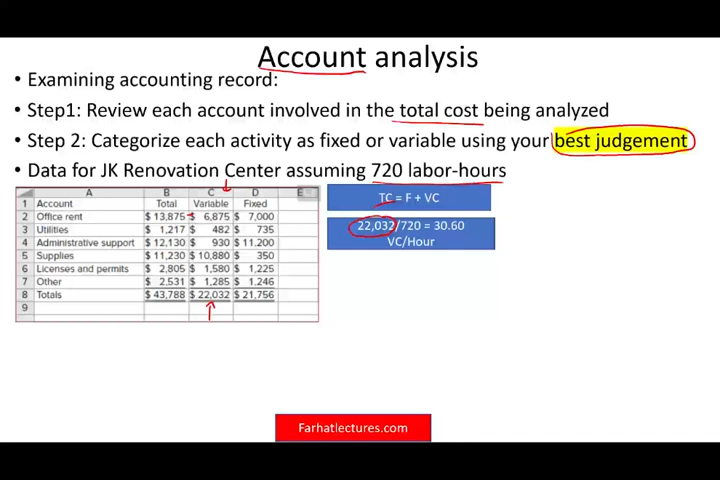 Account analysis
• Examining accounting record:
• Step1: Review each account involved in the total cost being analyzed
• Step 2: Categorize each activity as fixed or variable using your best judgement
• Data for JK Renovation Center assuming 720 labor-hours
A B C D E
1 Account Total Variable Fixed
2 Office rent $ 13,875 $ 6,875 $ 7,000
3 Utilities $ 1,217 $ 482 $ 735
4 Administrative support $ 12,130 $ 930 $ 11,200
5 Supplies $ 11,230 $ 10,880 $ 350
6 Licenses and permits $ 2,805 $ 1,580 $ 1,225
7 Other $ 2,531 $ 1,285 $ 1,246
8 Totals $ 43,788 $ 22,032 $ 21,756
9
TC = F + VC
22,032/720 = 30.60
VC/Hour
Farhatlectures.com